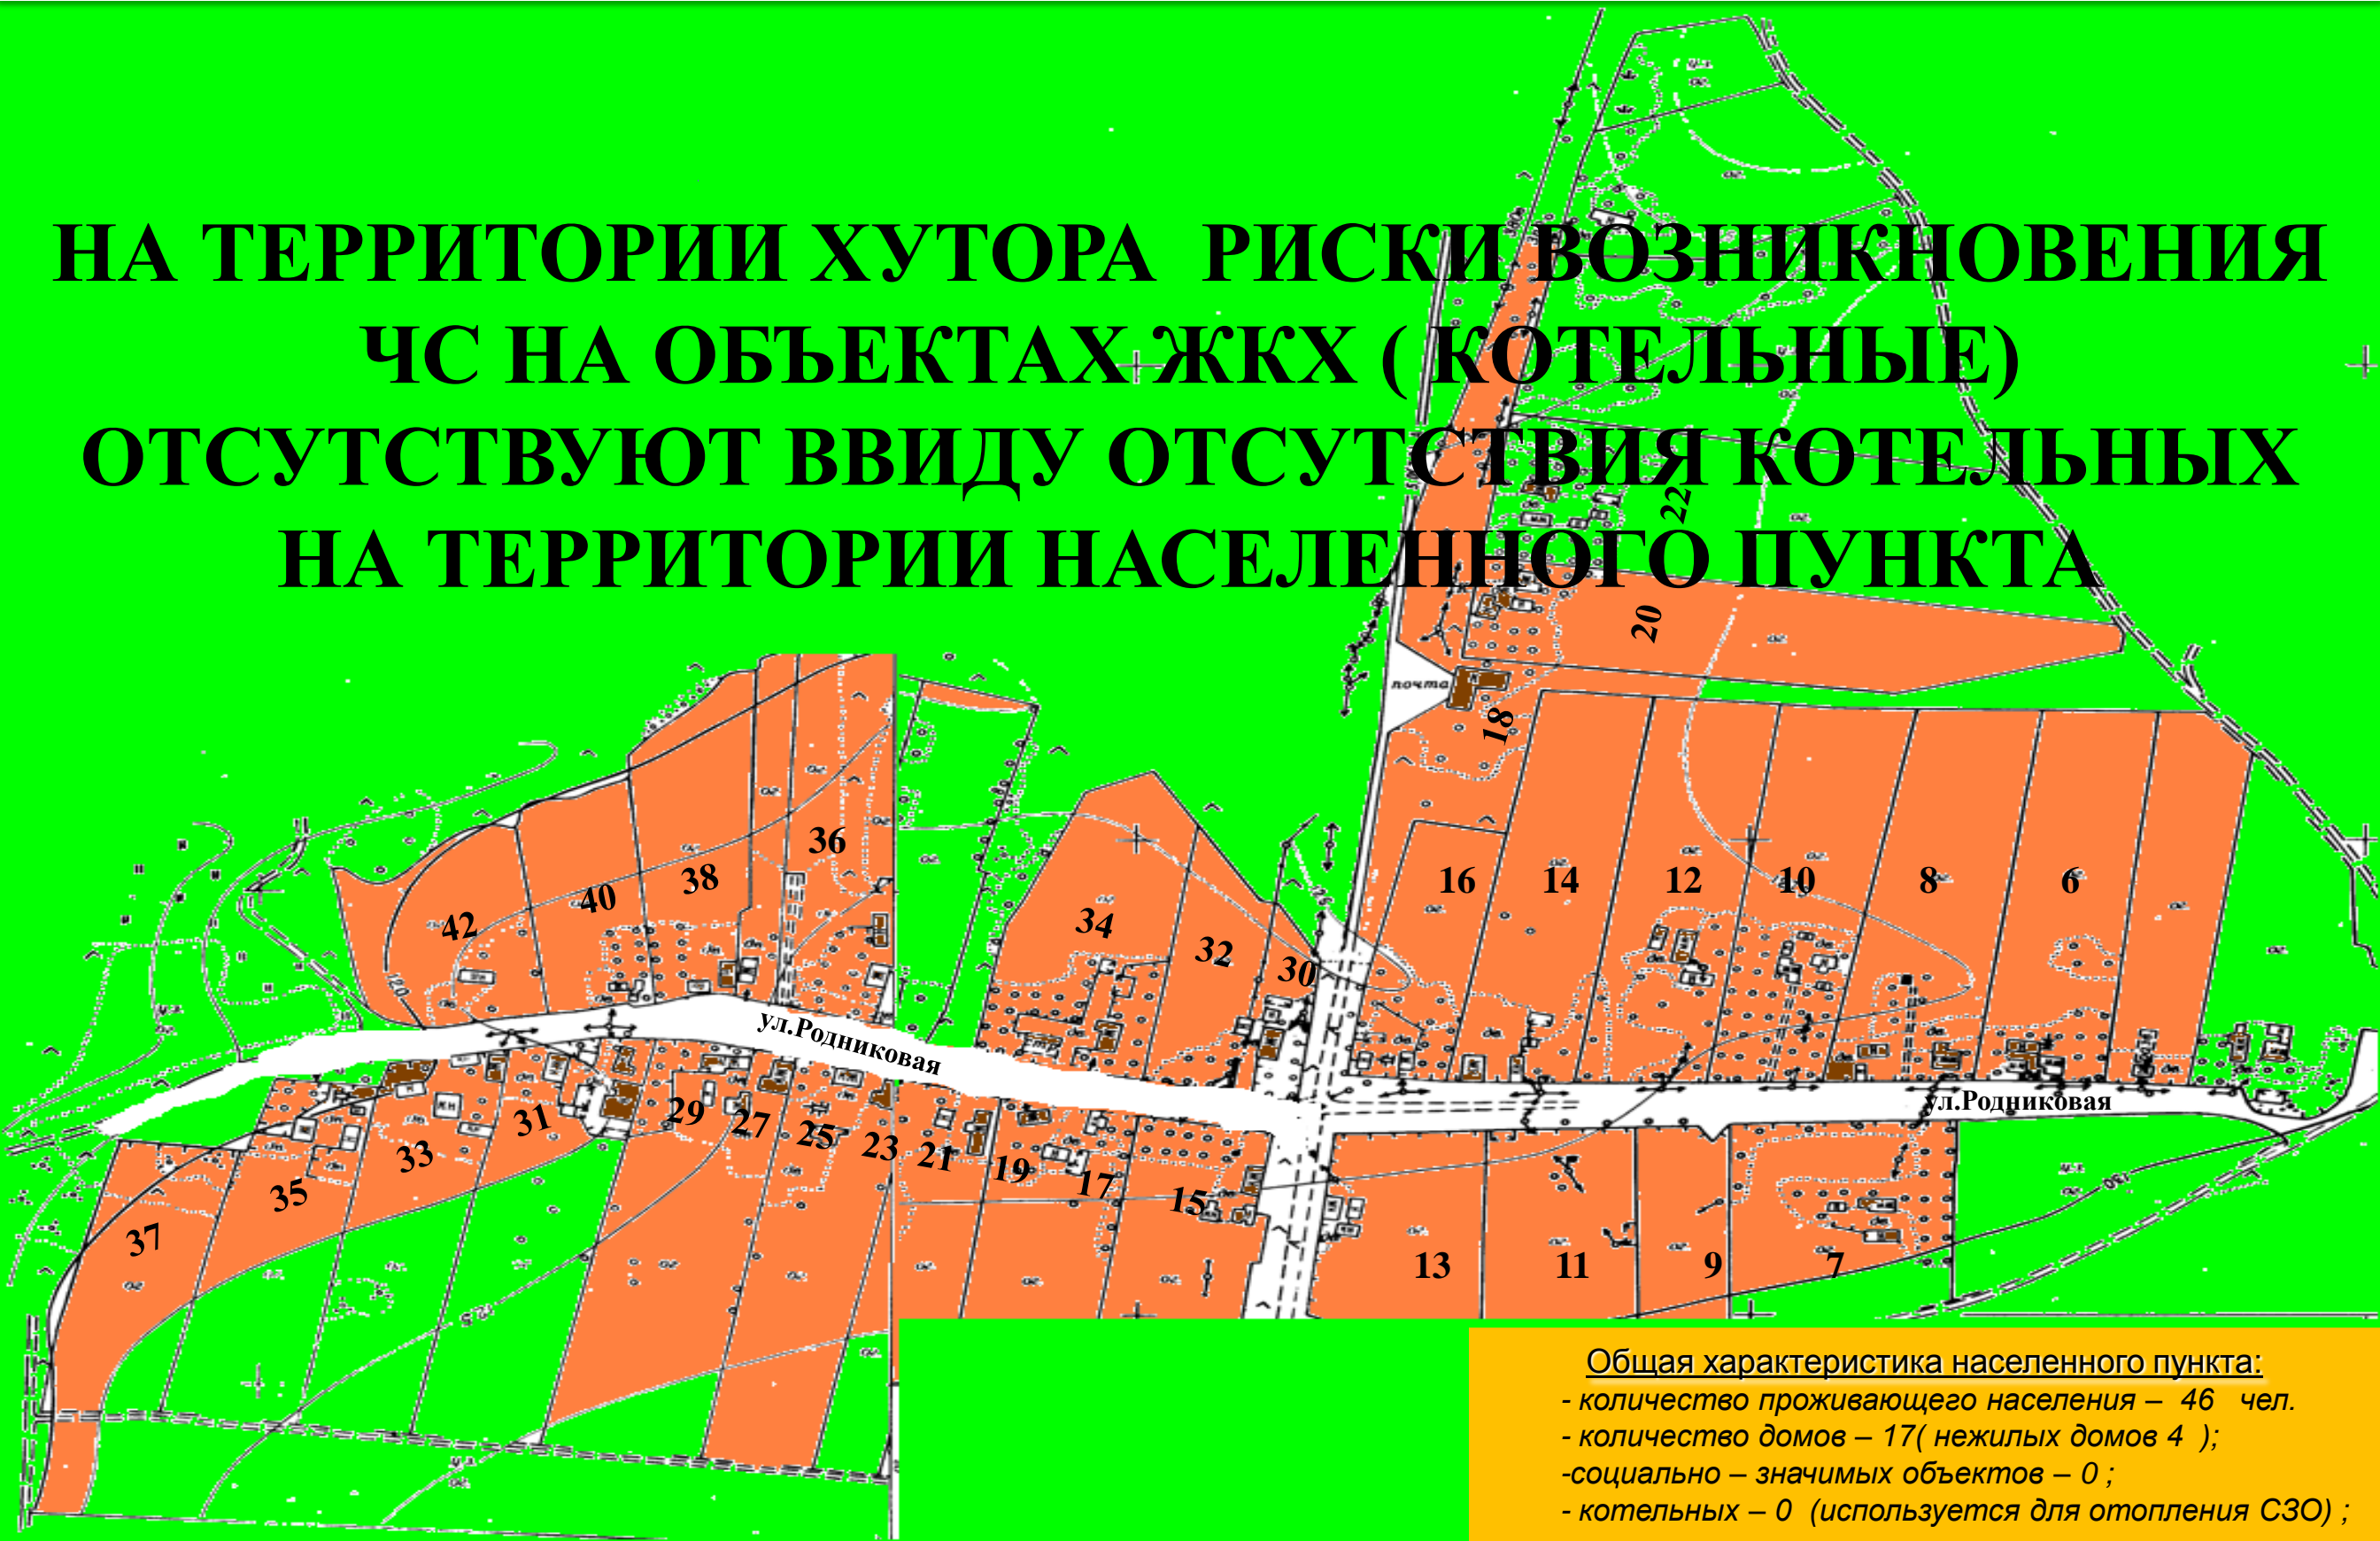 НА ТЕРРИТОРИИ ХУТОРА РИСКИ ВОЗНИКНОВЕНИЯ
ЧС НА ОБЪЕКТАХ ЖКХ ( КОТЕЛЬНЫЕ)
ОТСУТСТВУЮТ ВВИДУ ОТСУТСТВИЯ КОТЕЛЬНЫХ
НА ТЕРРИТОРИИ НАСЕЛЕННОГО ПУНКТА
22
20
почта
18
36
38
40
42
34
32
30
16
14
12
10
8
6
120
ул.Родниковая
ул.Родниковая
37
35
33
31
29
27
25
23
21
19
17
15
13
11
9
7
130
Общая характеристика населенного пункта:
- количество проживающего населения – 46 чел.
- количество домов – 17( нежилых домов 4 );
-социально – значимых объектов – 0 ;
- котельных – 0 (используется для отопления СЗО) ;